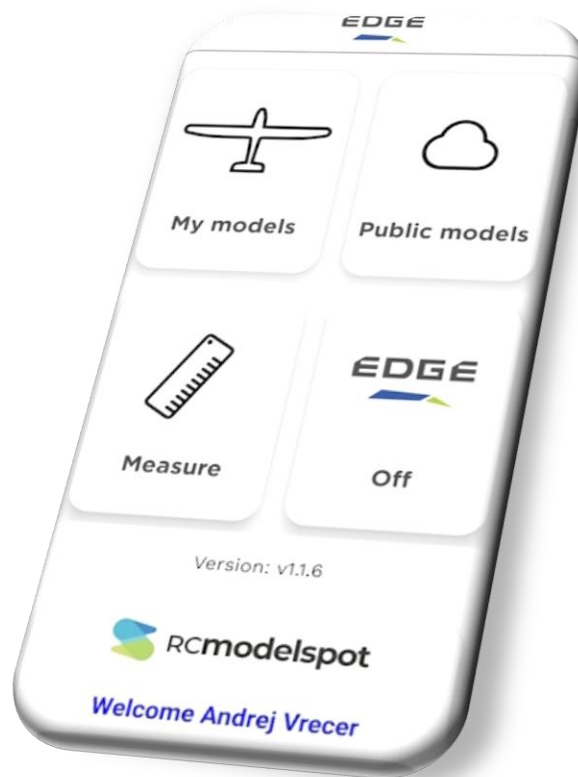 EDGE
My models
Public models
Measure
EDGE
Off
Version: v1.1.6
RCmodelspot
Welcome Andrej Vrecer